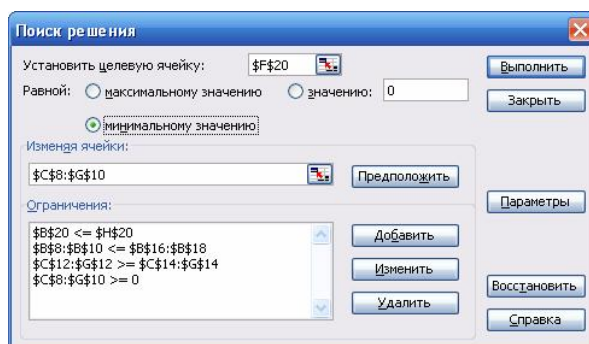 Поиск решения
Установить целевую ячейку: $F$20 Выполнить
Равной: максимальному значению значению: 0 Закрыть
минимальному значению
Изменяя ячейки:
$C$8:$G$10 Предположить
Ограничения: Параметры
$B$20 <= $H$20 Добавить
$B$8:$B$10 <= $B$16:$B$18
$C$12:$G$12 >= $C$14:$G$14 Изменить
$C$8:$G$10 >= 0
Восстановить
Удалить
Справка